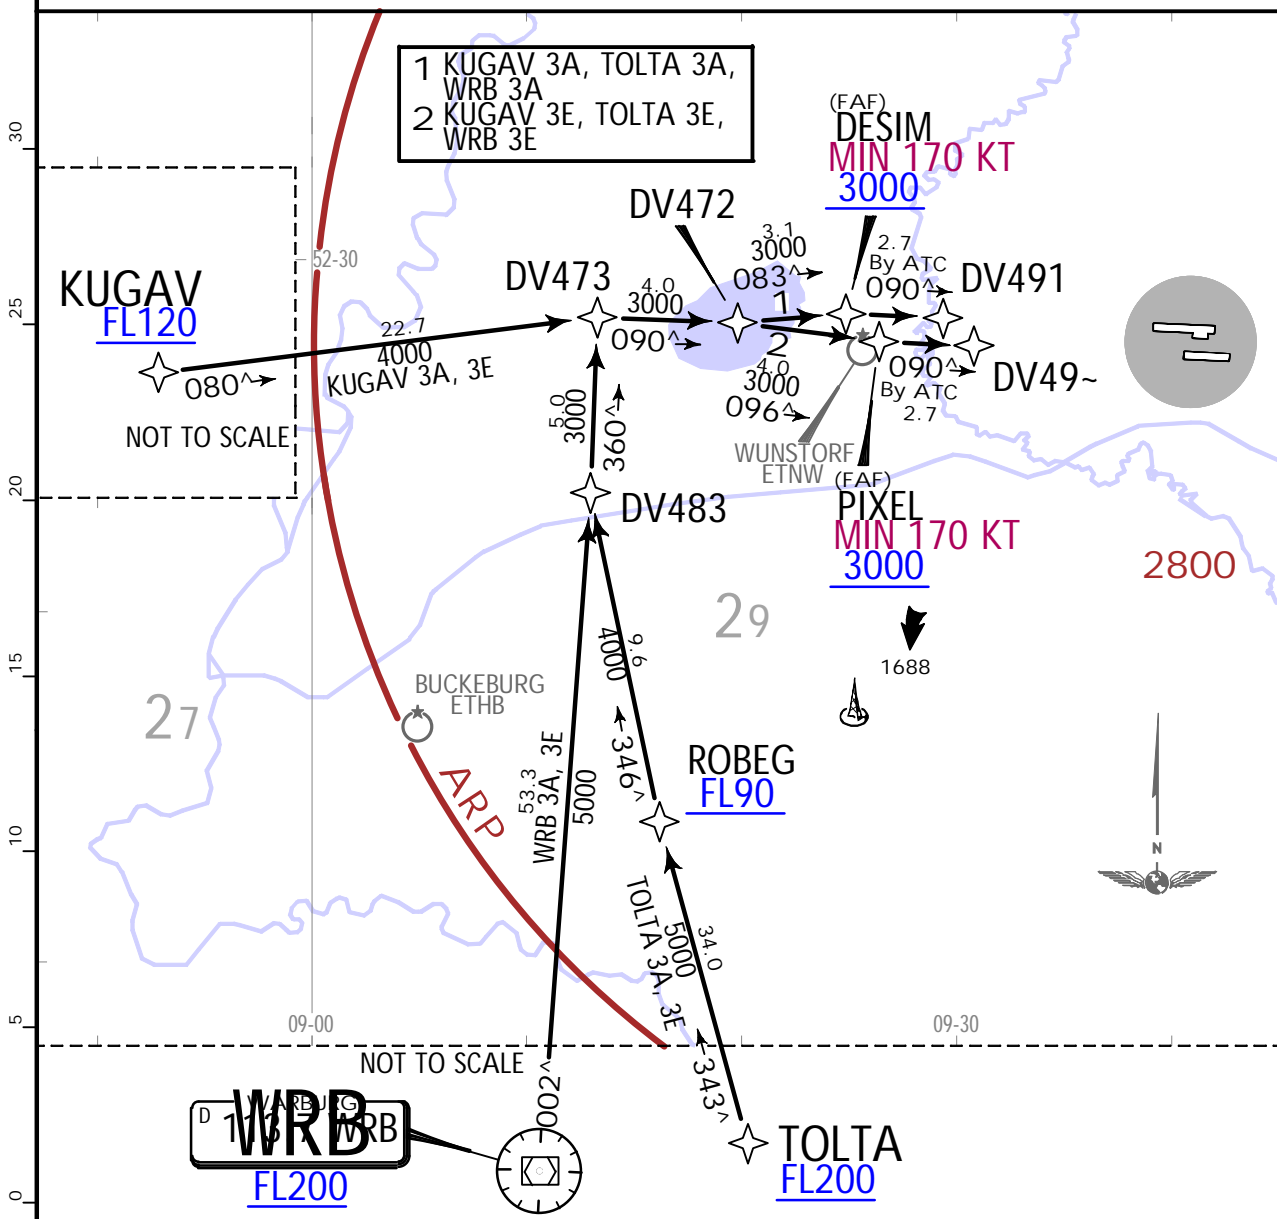 1 KUGAV 3A, TOLTA 3A,
WRB 3A
2 KUGAV 3E, TOLTA 3E,
WRB 3E
(FAF)
DESIM
MIN 170 KT
3000
30
DV472
3.1
3000
083^
2.7
By ATC
090^
DV491
52-30
KUGAV
FL120
DV473
4.0
3000
090^
1
2
25
22.7
4000
KUGAV 3A, 3E
080^
4.0
3000
096^
090^
By ATC
2.7
DV49~
NOT TO SCALE
5.0
3000
360^
WUNSTORF
ETNW
20
DV483
(FAF)
PIXEL
MIN 170 KT
3000
2800
29
9.6
4000
346^
1688
15
27
BUCKEBURG
ETHB
ARP
53.3
WRB 3A, 3E
5000
ROBEG
FL90
10
N
34.0
5000
TOLTA 3A, 3E
343^
5
09-00
09-30
NOT TO SCALE
002^
WARBURG
D 113.7 WRB
WRB
FL200
TOLTA
FL200
0